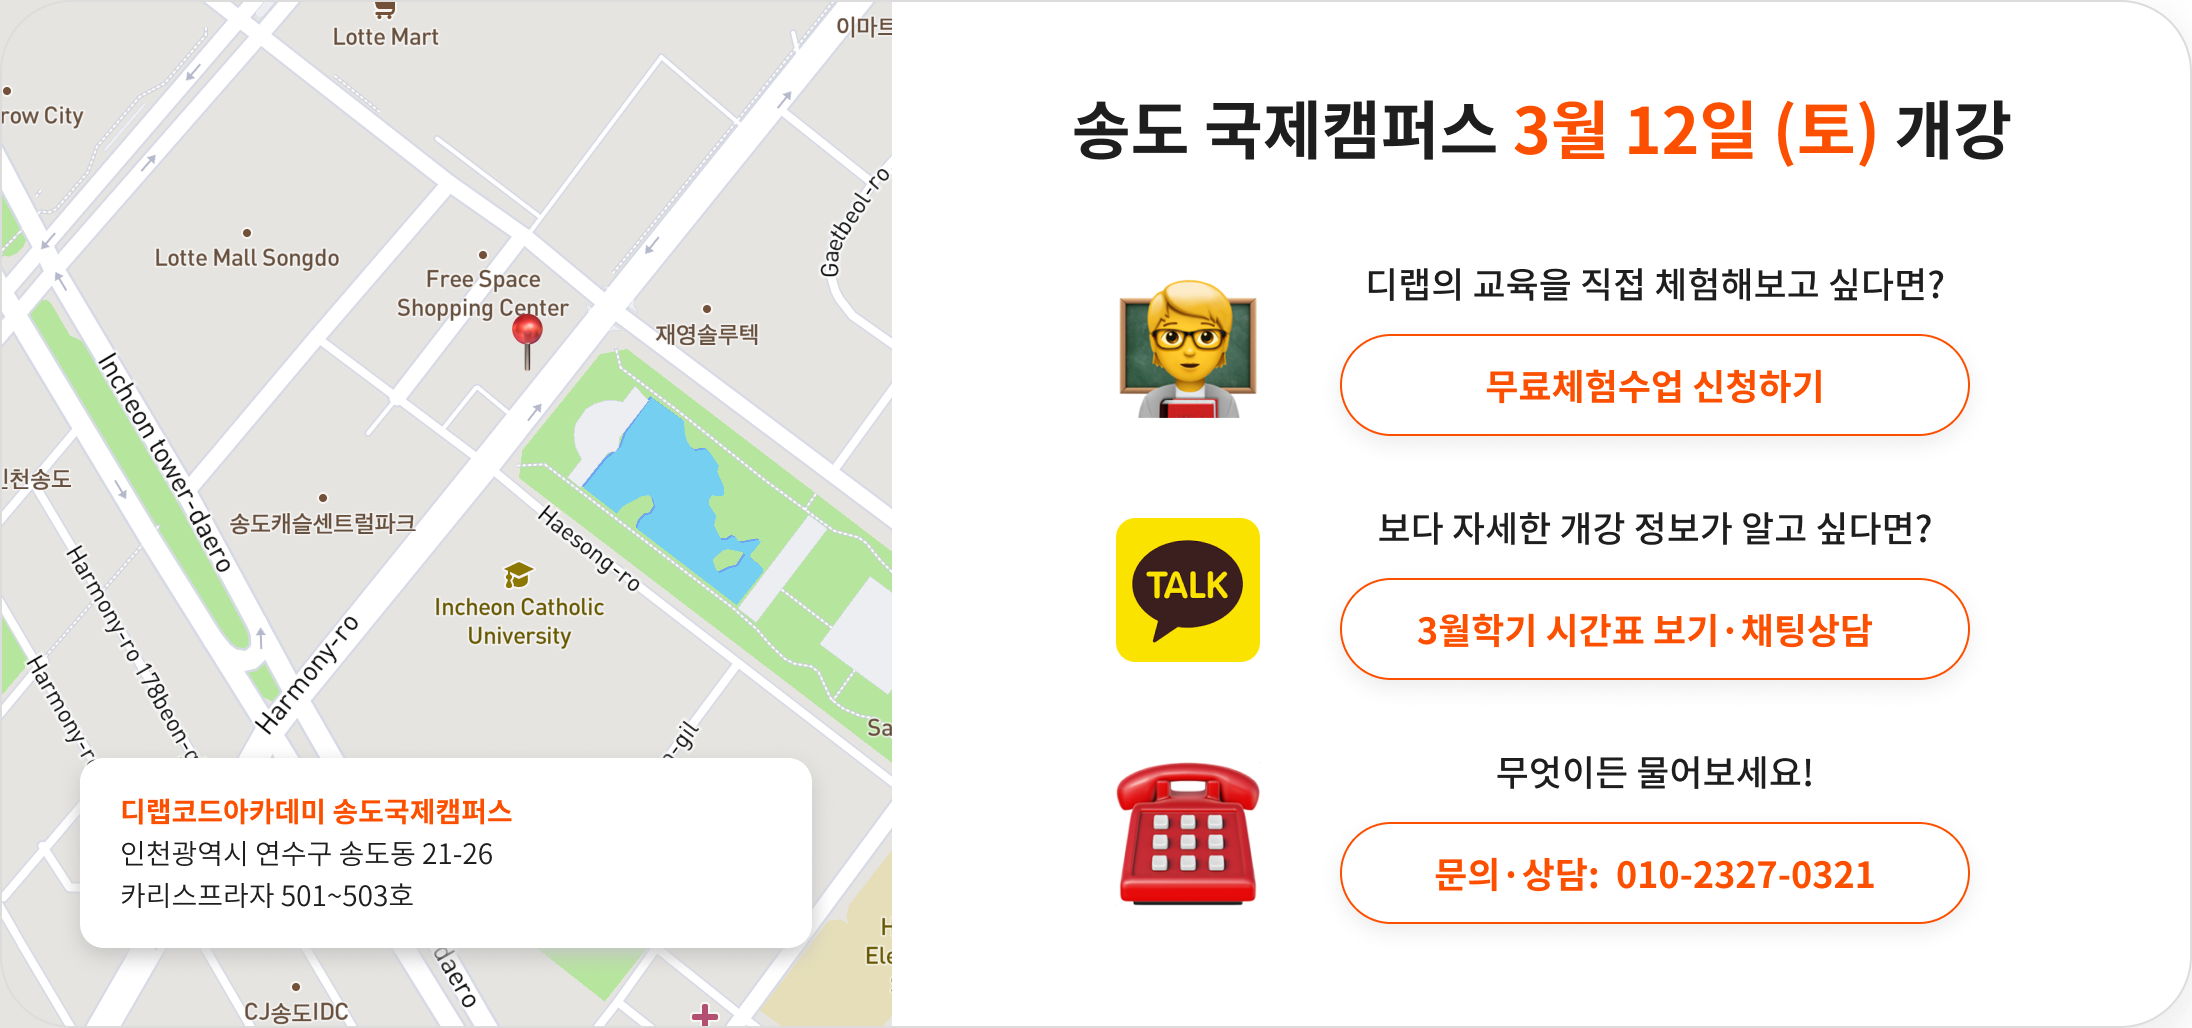 Lotte Mart
이마트
row City
Lotte Mall Songdo
Free Space
Shopping Center
Gaetbeol-ro
재영솔루텍
Incheon tower-daero
인천송도
송도캐슬센트럴파크
Haesong-ro
Incheon Catholic
University
Harmony-ro
Harmony-ro 178beon-g
Harmony-r
Sa
o-gil
디랩코드아카데미 송도국제캠퍼스
인천광역시 연수구 송도동 21-26
카리스프라자 501~503호
daero
H
Ele
CJ송도IDC
송도 국제캠퍼스 3월 12일 (토) 개강
디랩의 교육을 직접 체험해보고 싶다면?
무료체험수업 신청하기
TALK
보다 자세한 개강 정보가 알고 싶다면?
3월학기 시간표 보기·채팅상담
무엇이든 물어보세요!
문의·상담: 010-2327-0321